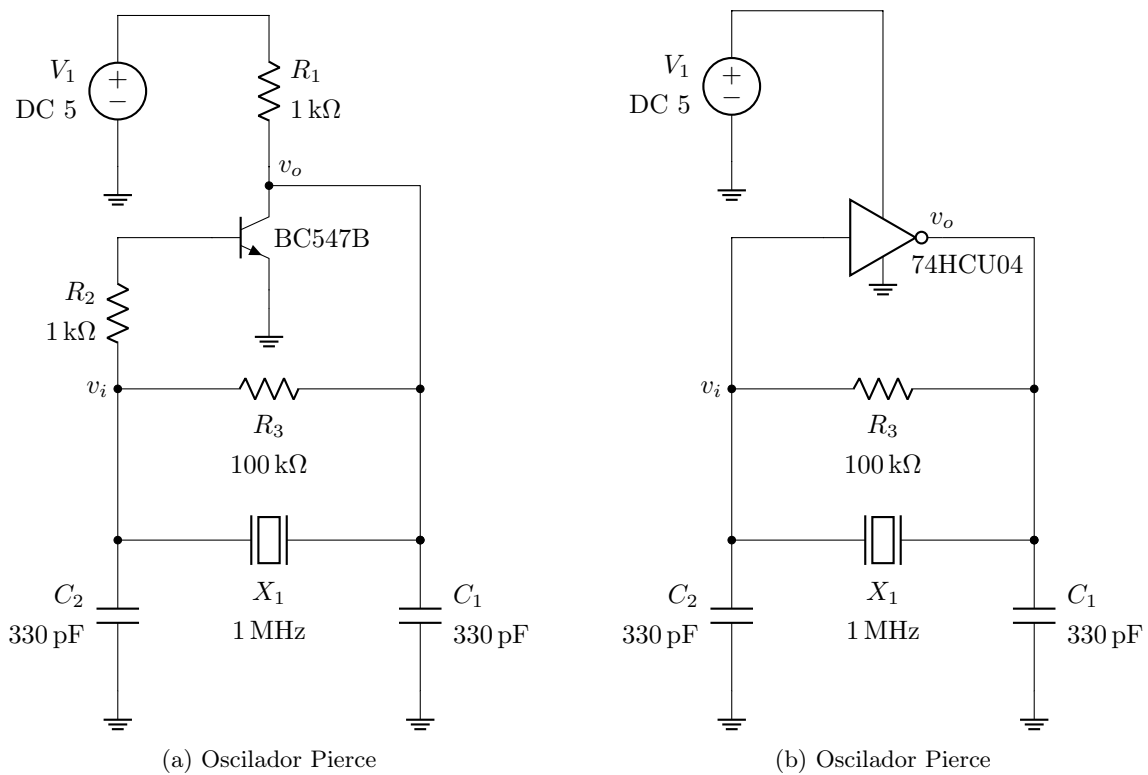 V1
DC 5
+
−
R1
1 kΩ
vo
BC547B
R2
1 kΩ
vi
R3
100 kΩ
C2
330 pF
X1
1 MHz
C1
330 pF
(a) Oscilador Pierce
V1
DC 5
+
−
vo
74HCU04
vi
R3
100 kΩ
C2
330 pF
X1
1 MHz
C1
330 pF
(b) Oscilador Pierce